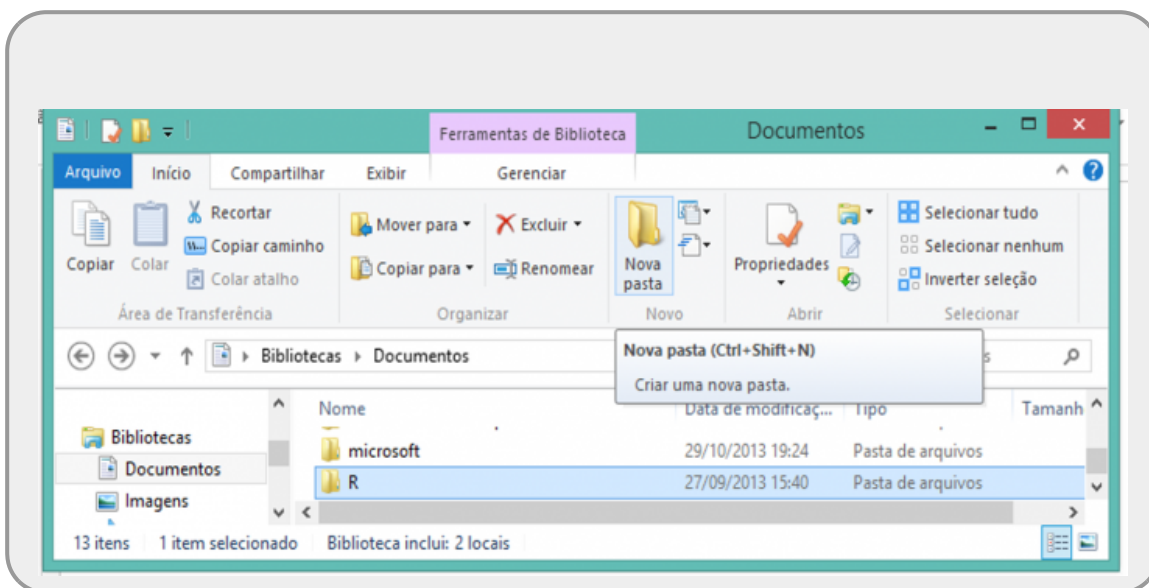 Ferramentas de Biblioteca Documentos
Arquivo Início Compartilhar Exibir Gerenciar
Copiar Colar Recortar Copiar caminho Colar atalho
Mover para Copiar para Excluir Renomear
Nova pasta
Propriedades
Selecionar tudo
Selecionar nenhum
Inverter seleção
Área de Transferência Organizar Novo Abrir Selecionar
Bibliotecas Documentos
Nova pasta (Ctrl+Shift+N)
Criar uma nova pasta.
Nome Data de modificaç... Tipo Tamanh
Bibliotecas
Documentos
Imagens
microsoft 29/10/2013 19:24 Pasta de arquivos
R 27/09/2013 15:40 Pasta de arquivos
13 itens 1 item selecionado Biblioteca inclui: 2 locais